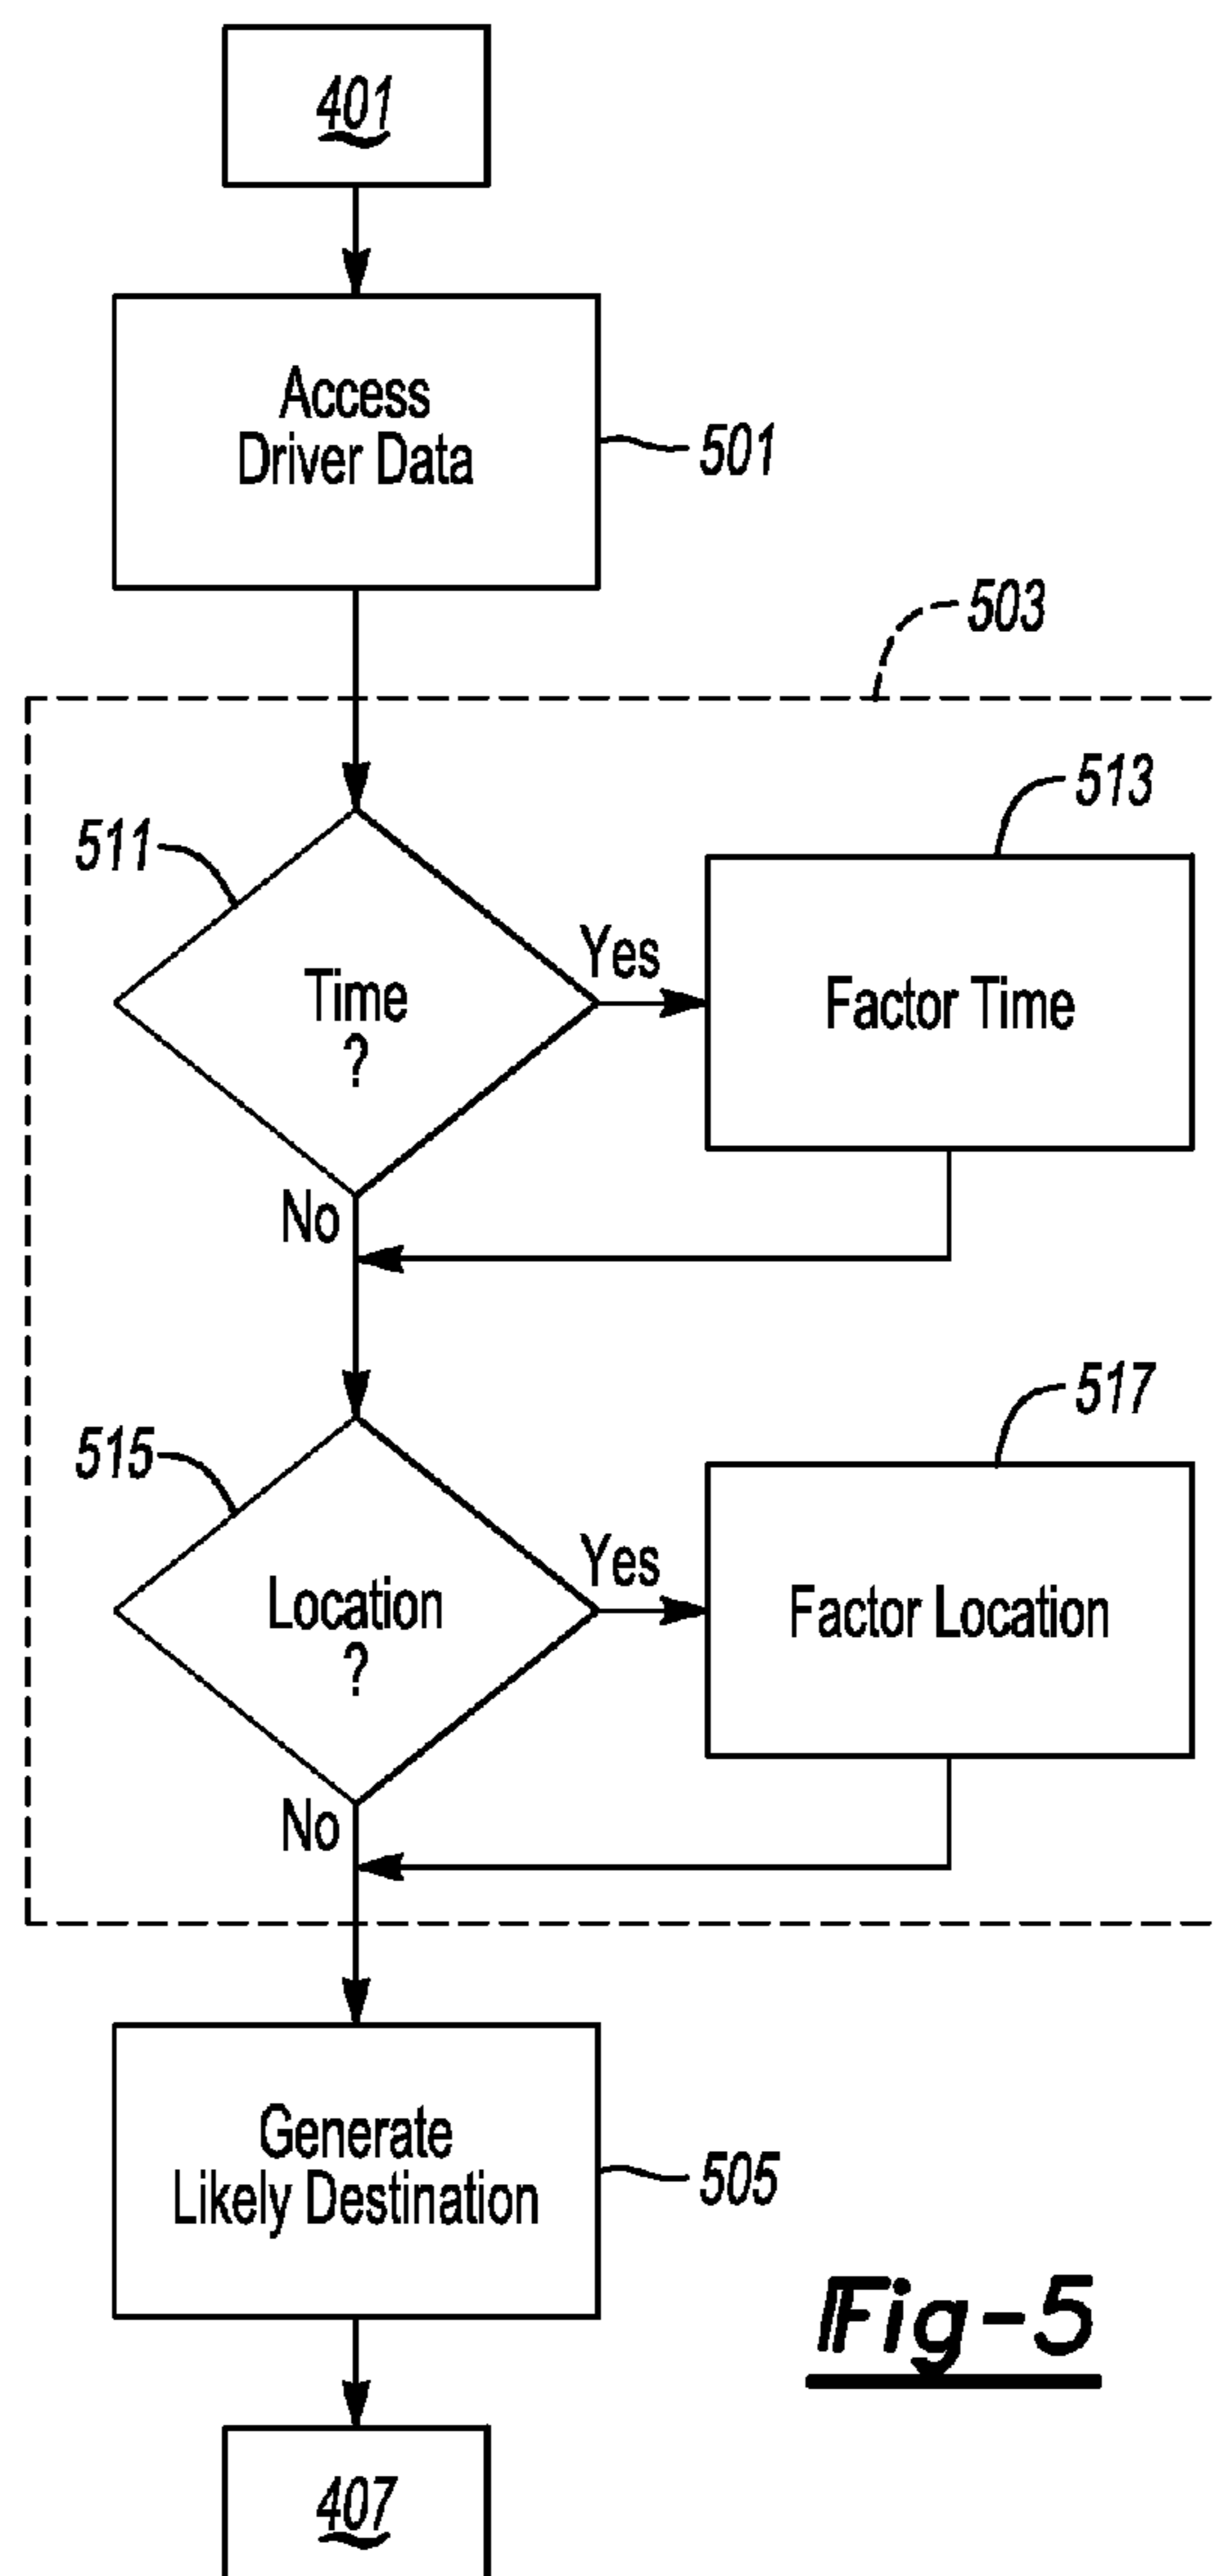 401
Access
Driver Data
501
503
513
511
Yes
Time
?
Factor Time
No
517
515
Yes
Location
?
Factor Location
No
Generate
Likely Destination
505
Fig-5
407